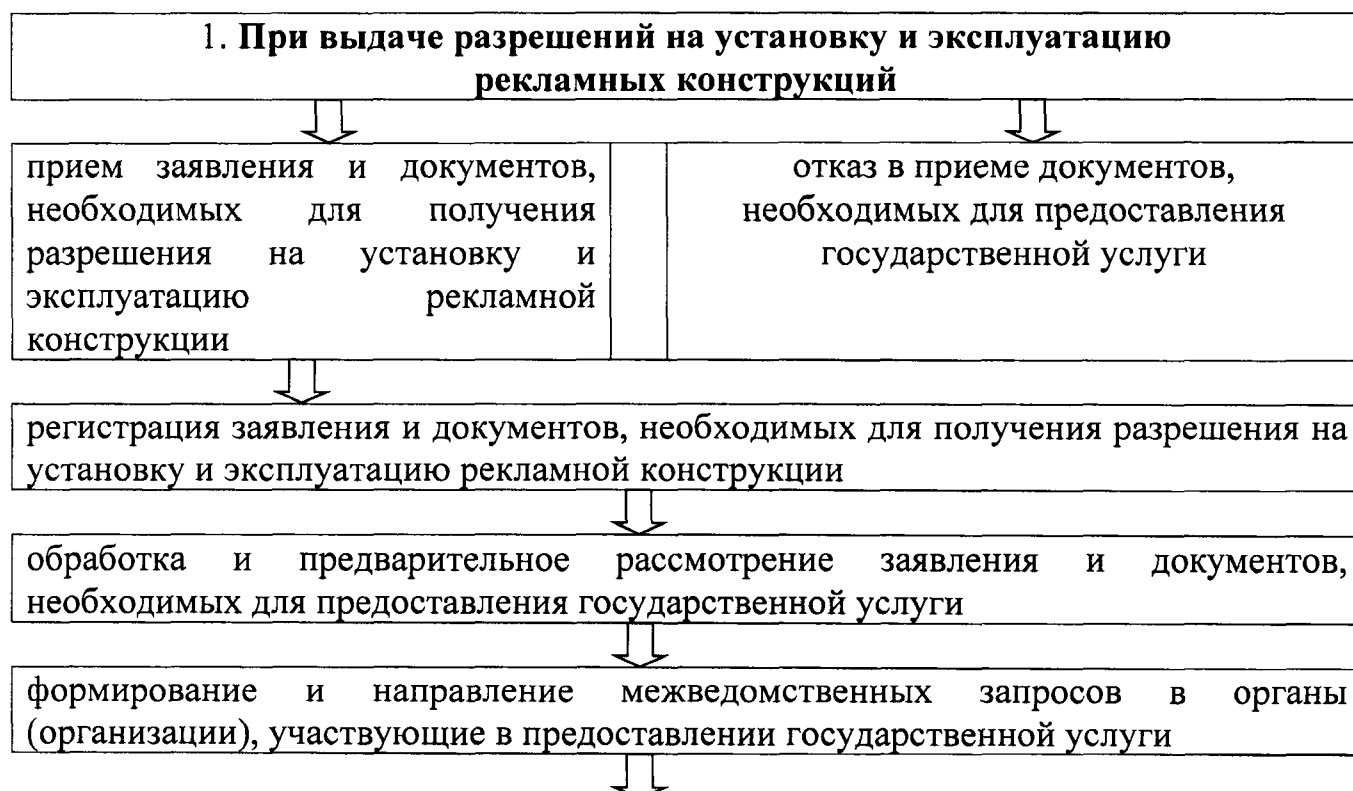 1. При выдаче разрешений на установку и эксплуатацию
рекламных конструкций
прием заявления и документов,
необходимых для получения
разрешения на установку и
эксплуатацию рекламной
конструкции
отказ в приеме документов,
необходимых для предоставления
государственной услуги
регистрация заявления и документов, необходимых для получения разрешения на
установку и эксплуатацию рекламной конструкции
обработка и предварительное рассмотрение заявления и документов,
необходимых для предоставления государственной услуги
формирование и направление межведомственных запросов в органы
(организации), участвующие в предоставлении государственной услуги